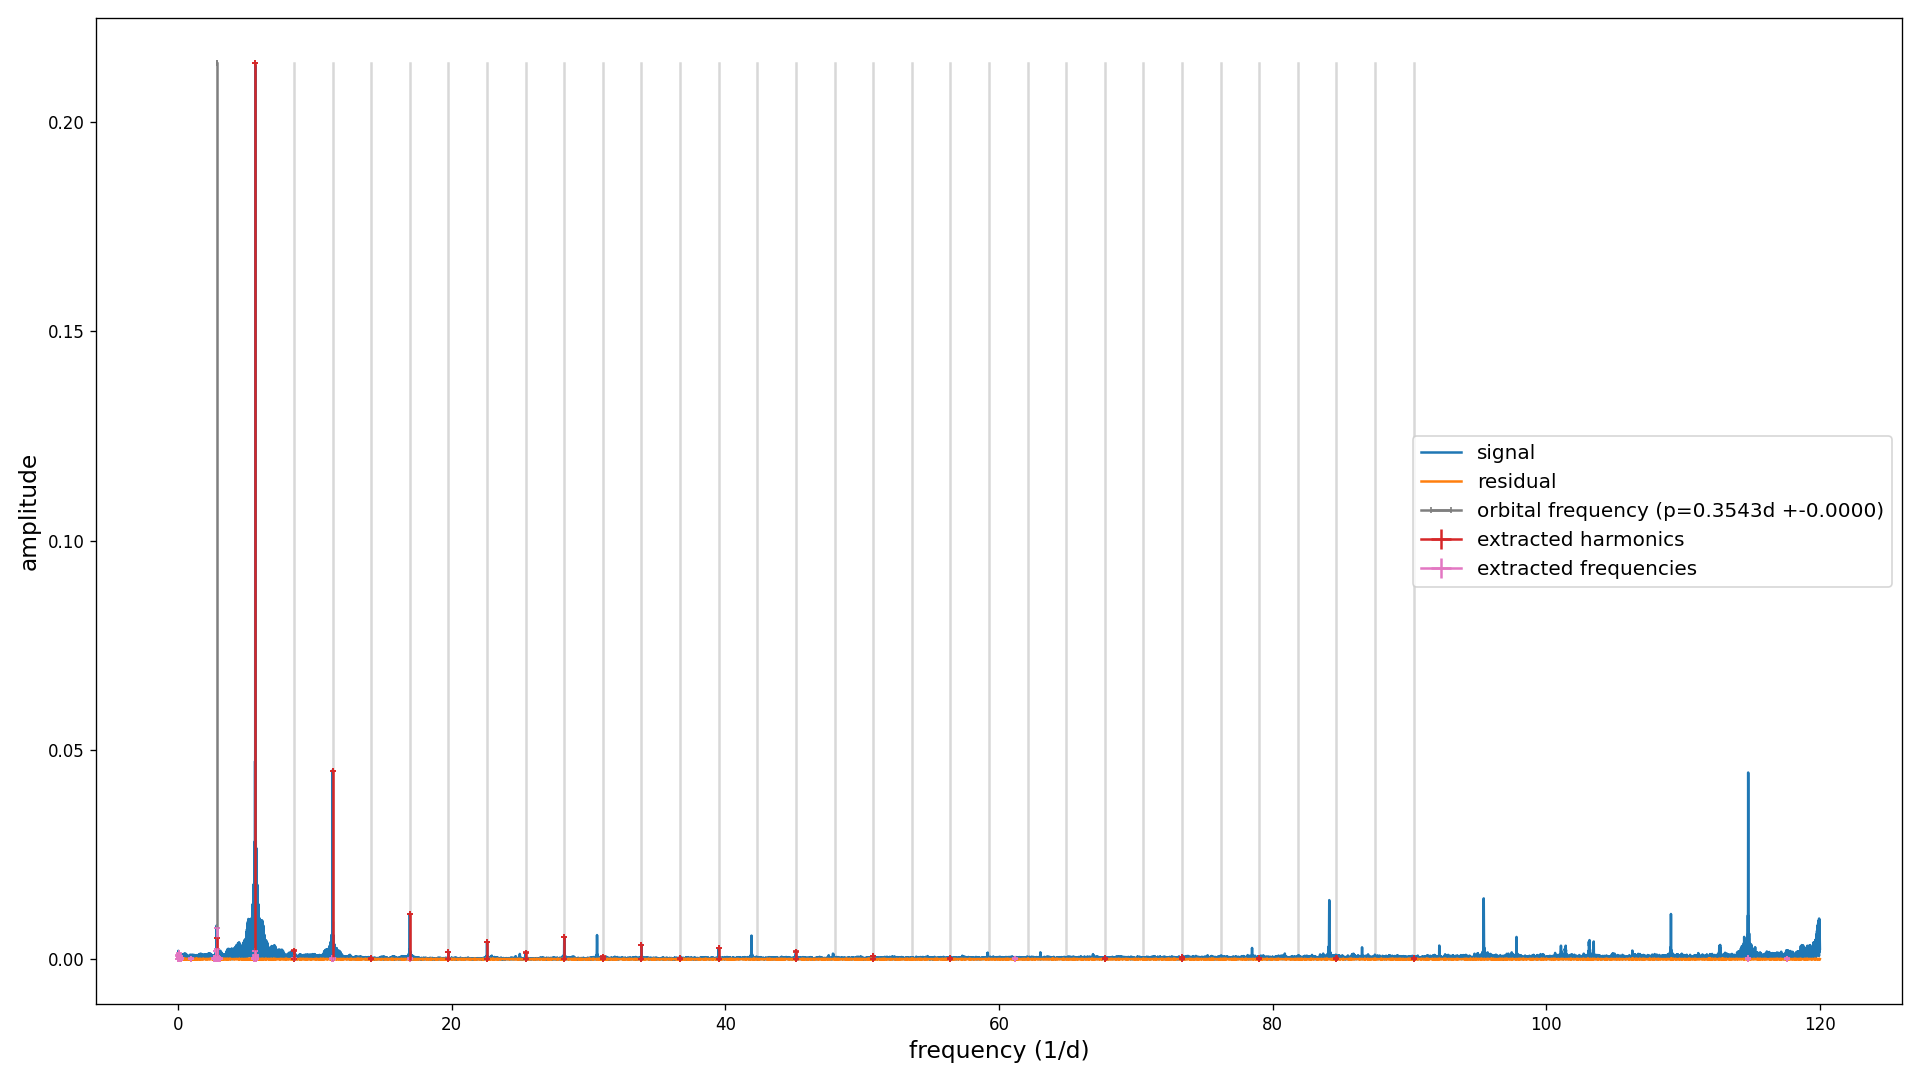 0.20
0.15
0.10
0.05
0.00
amplitude
signal
residual
orbital frequency (p=0.3543d +-0.0000)
extracted harmonics
extracted frequencies
0 20 40 60 80 100 120
frequency (1/d)